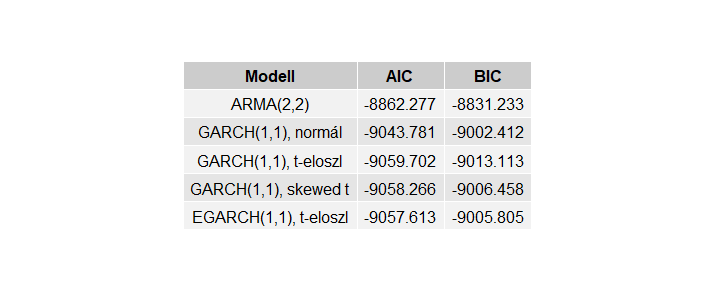 Modell AIC BIC
ARMA(2,2) -8862.277 -8831.233
GARCH(1,1), normál -9043.781 -9002.412
GARCH(1,1), t-eloszl -9059.702 -9013.113
GARCH(1,1), skewed t -9058.266 -9006.458
EGARCH(1,1), t-eloszl -9057.613 -9005.805